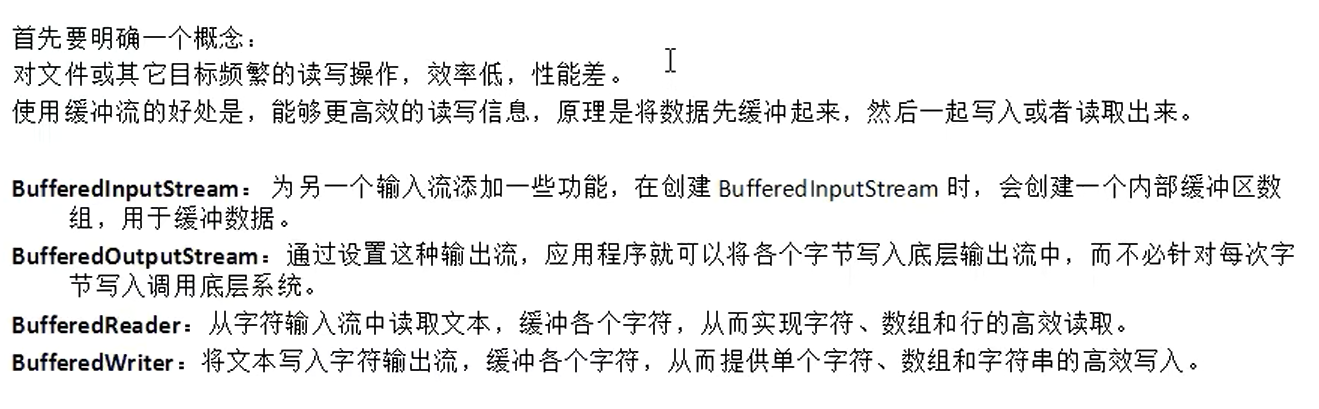 首先要明确一个概念：
对文件或其它目标频繁的读写操作，效率低，性能差。
使用缓冲流的好处是，能够更高效的读写信息，原理是将数据先缓冲起来，然后一起写入或者读取出来。
BufferedInputStream： 为另一个输入流添加一些功能，在创建 BufferedInputStream 时，会创建一个内部缓冲区数
组，用于缓冲数据。
BufferedOutputStream：通过设置这种输出流，应用程序就可以将各个字节写入底层输出流中，而不必针对每次字
节写入调用底层系统。
BufferedReader：从字符输入流中读取文本，缓冲各个字符，从而实现字符、数组和行的高效读取。
BufferedWriter：将文本写入字符输出流，缓冲各个字符，从而提供单个字符、数组和字符串的高效写入。